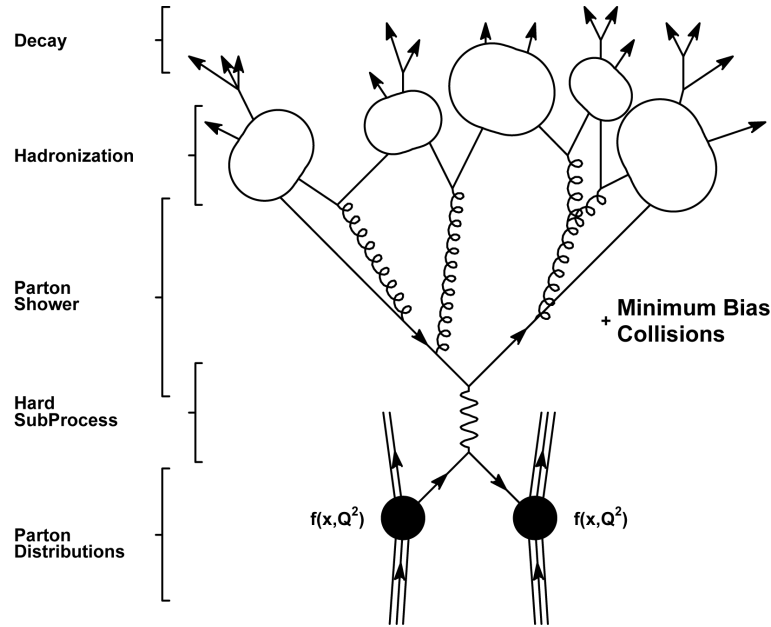 Decay
Hadronization
Parton
Shower
+ Minimum Bias
Collisions
Hard
SubProcess
f(x,Q²)
f(x,Q²)
Parton
Distributions